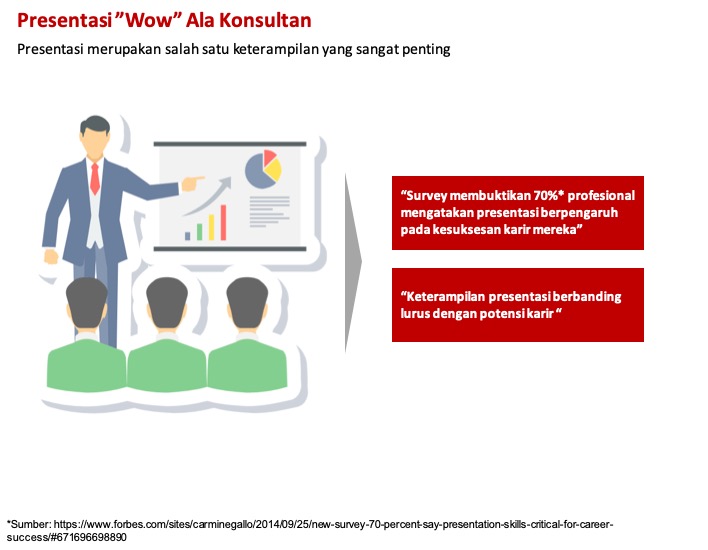 Presentasi ”Wow” Ala Konsultan
Presentasi merupakan salah satu keterampilan yang sangat penting
“Survey membuktikan 70%* profesional
mengatakan presentasi berpengaruh
pada kesuksesan karir mereka”
“Keterampilan presentasi berbanding
lurus dengan potensi karir “
*Sumber: https://www.forbes.com/sites/carminegallo/2014/09/25/new-survey-70-percent-say-presentation-skills-critical-for-career-
success/#671696698890